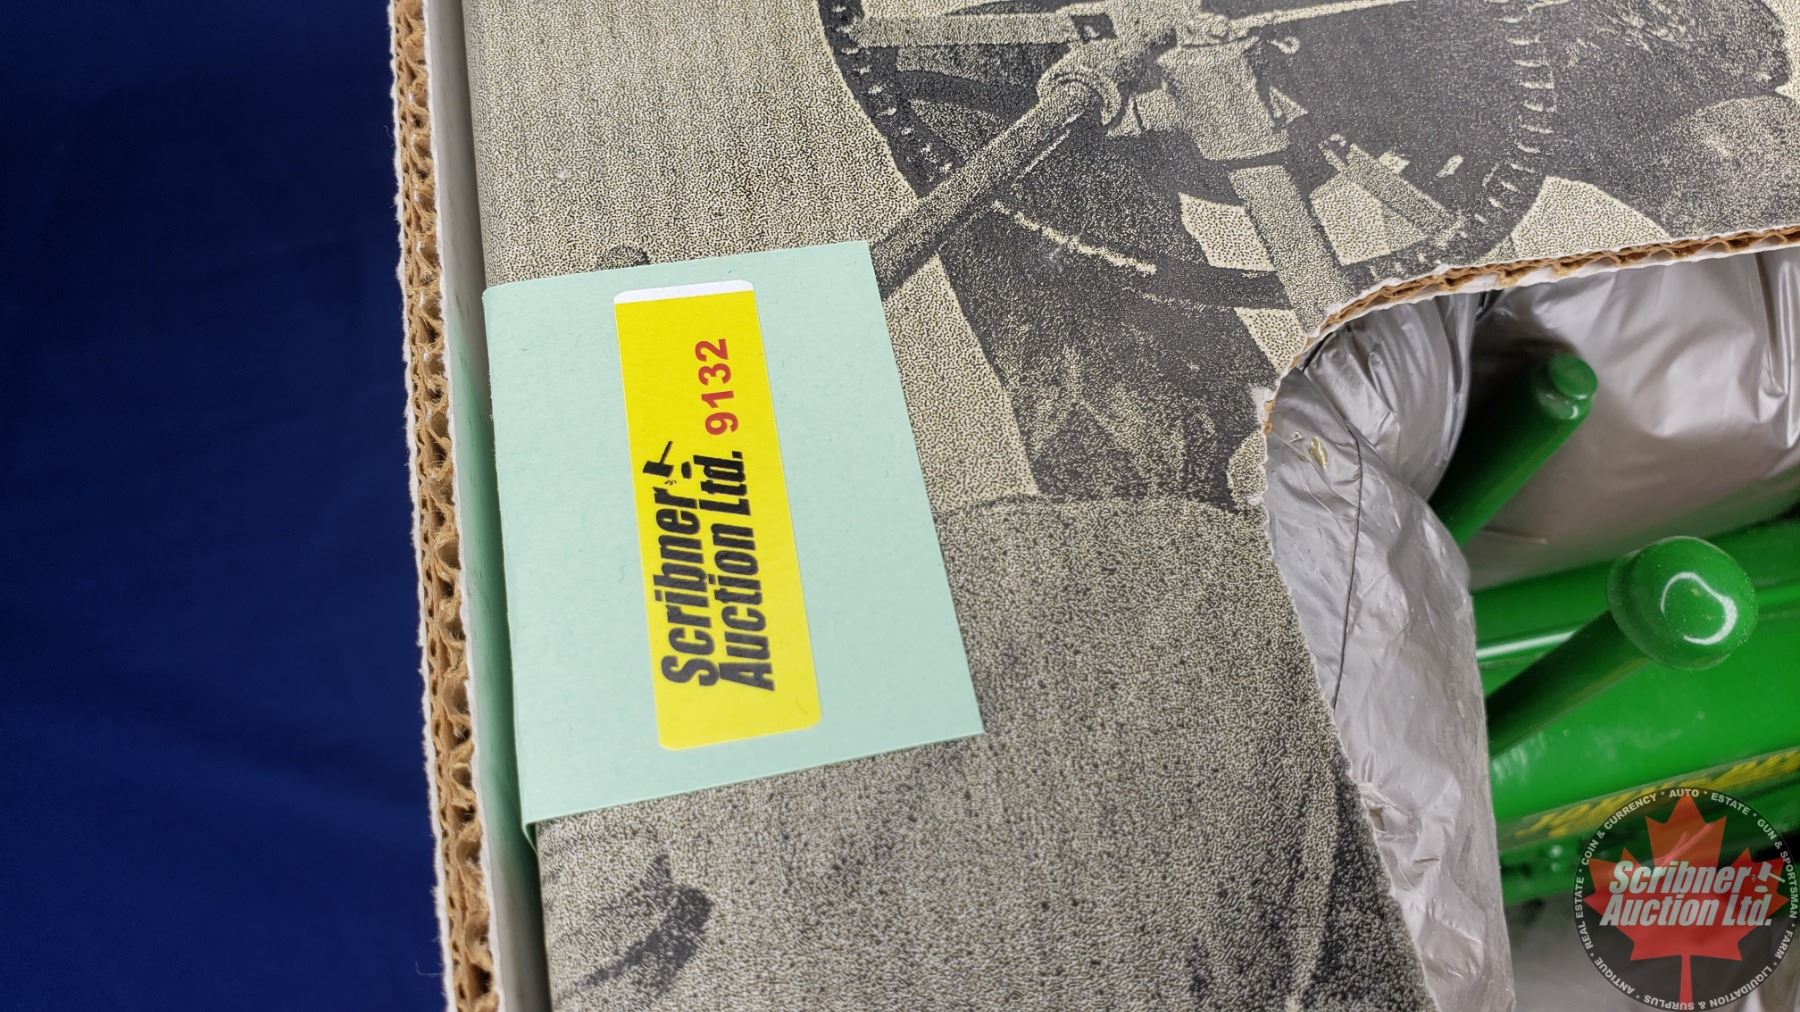 Scribner
Auction Ltd. 9132
COIN & CURRENCY · AUTO · ESTATE · GUN & SPORTSMAN · FARM · LIQUIDATION & SURPLUS · ANTIQUE · REAL ESTATE ·
Scribner
Auction Ltd.